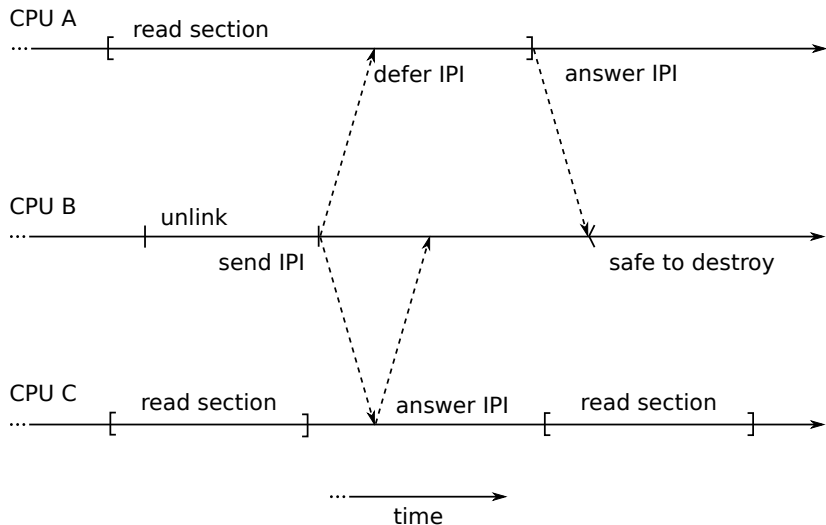 CPU A
read section
defer IPI
answer IPI
CPU B
unlink
send IPI
safe to destroy
CPU C
read section
answer IPI
read section
time